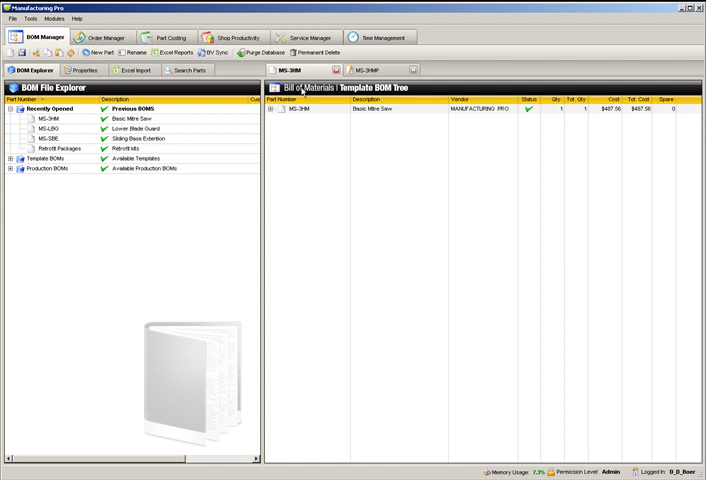 Manufacturing Pro
File Tools Modules Help
BOM Manager Order Manager Part Costing Shop Productivity Service Manager Time Management
New Part Rename Excel Reports BV Sync Purge Database Permanent Delete
BOM Explorer Properties Excel Import Search Parts MS-3HM MS-3HMP
BOM File Explorer Bill of Materials | Template BOM Tree
Part Number Description Cus Part Number Description Vendor Status Qty. Tot. Qty Cost Tot. Cost Spare
Recently Opened Previous BOMS MS-3HM Basic Mitre Saw MANUFACTURING PRO 1 1 $487.56 $487.56 0
MS-3HM Basic Mitre Saw
MS-LBG Lower Blade Guard
MS-SBE Sliding Base Extention
Retrofit Packages Retrofit kits
Template BOMs Available Templates
Production BOMs Available Production BOMs
Memory Usage: 7.3% Permission Level: Admin Logged In: D_D_Boer